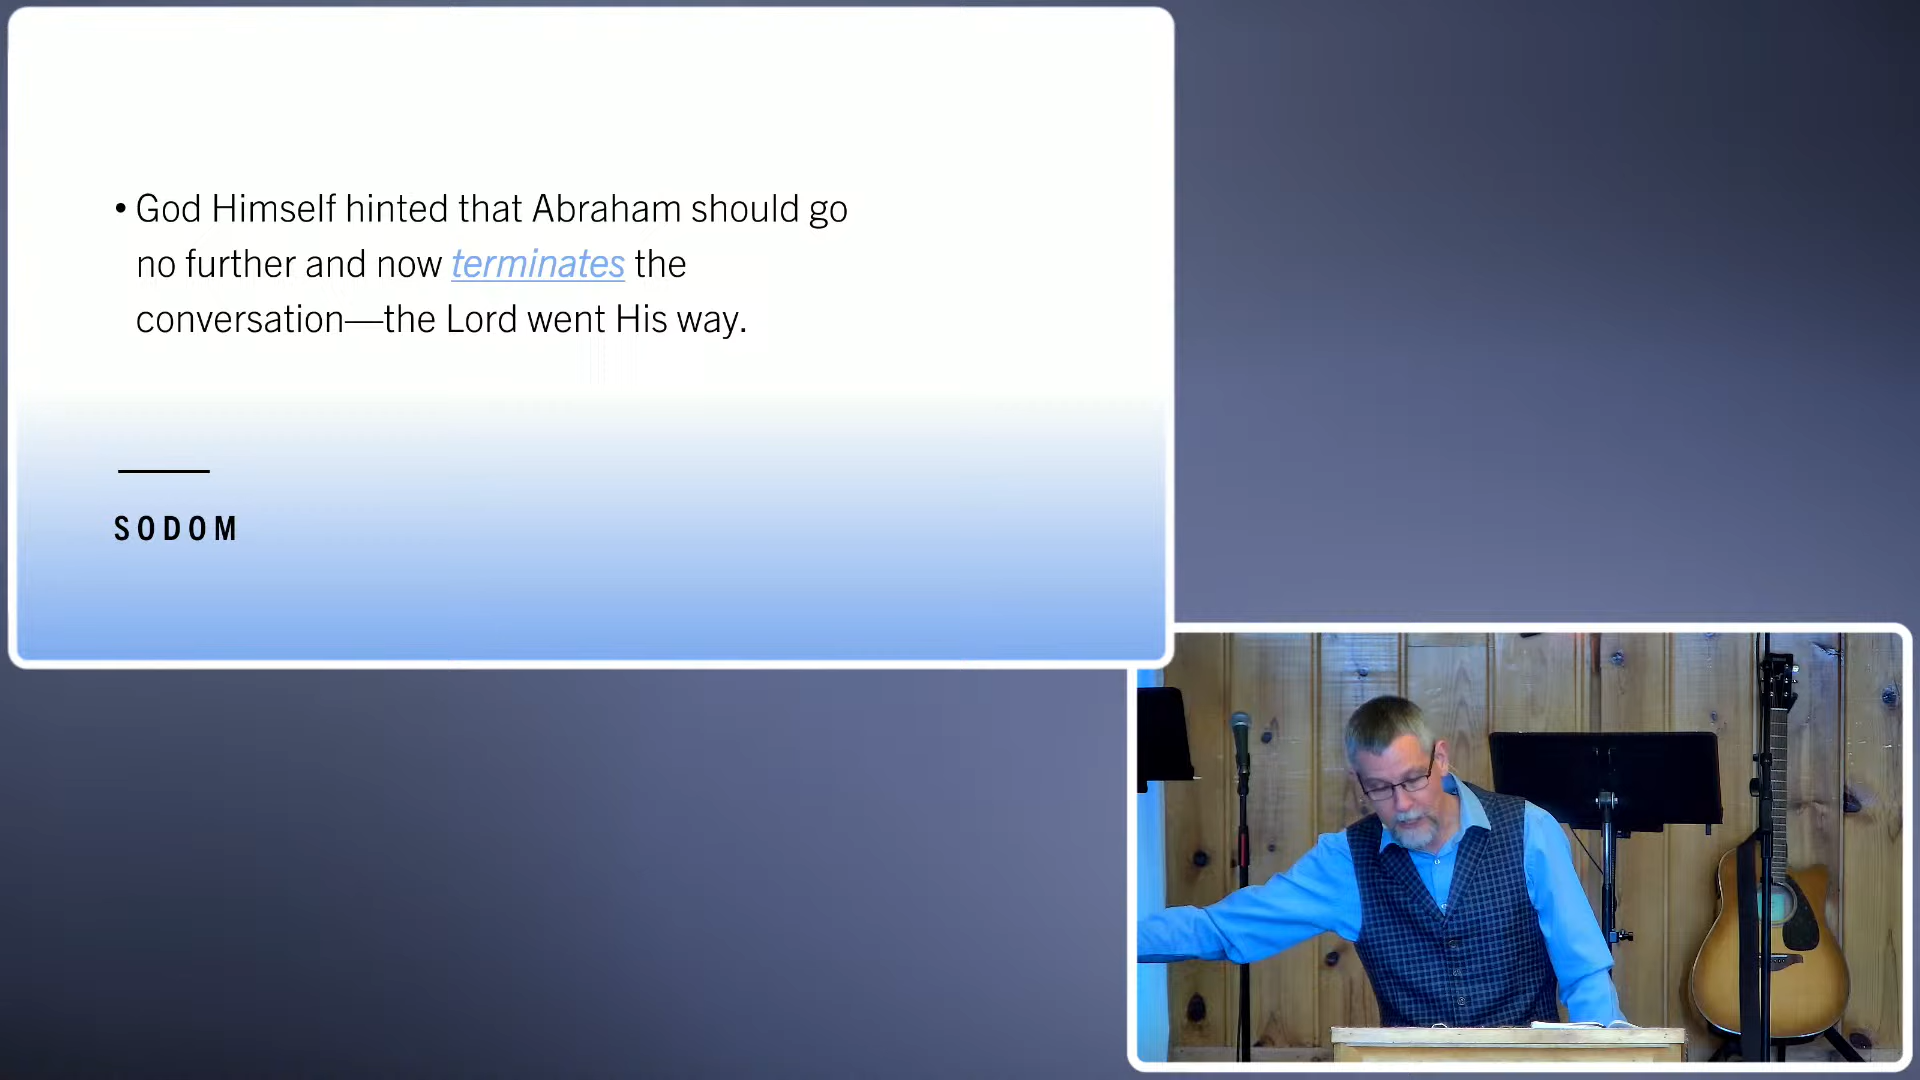 • God Himself hinted that Abraham should go
no further and now terminates the
conversation—the Lord went His way.
SODOM